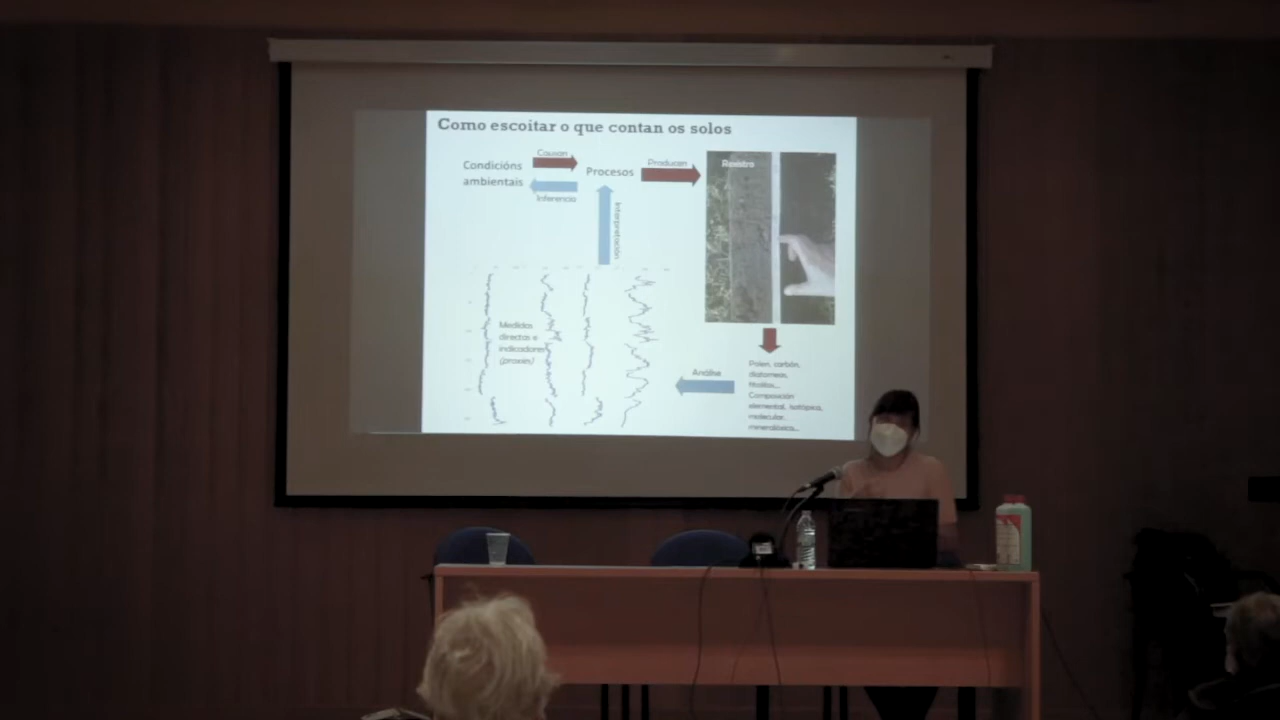 Como escoitar o que contan os solos
Condicións
ambientais
Causan
Inferencia
Procesos
Producen
Rexistro
Interpretación
Medidas
directas e
indicadores
(proxies)
Análise
Polen, carbón,
diatomeas,
fitolitos...
Composición
elemental, isotópica,
molecular,
mineralóxica...